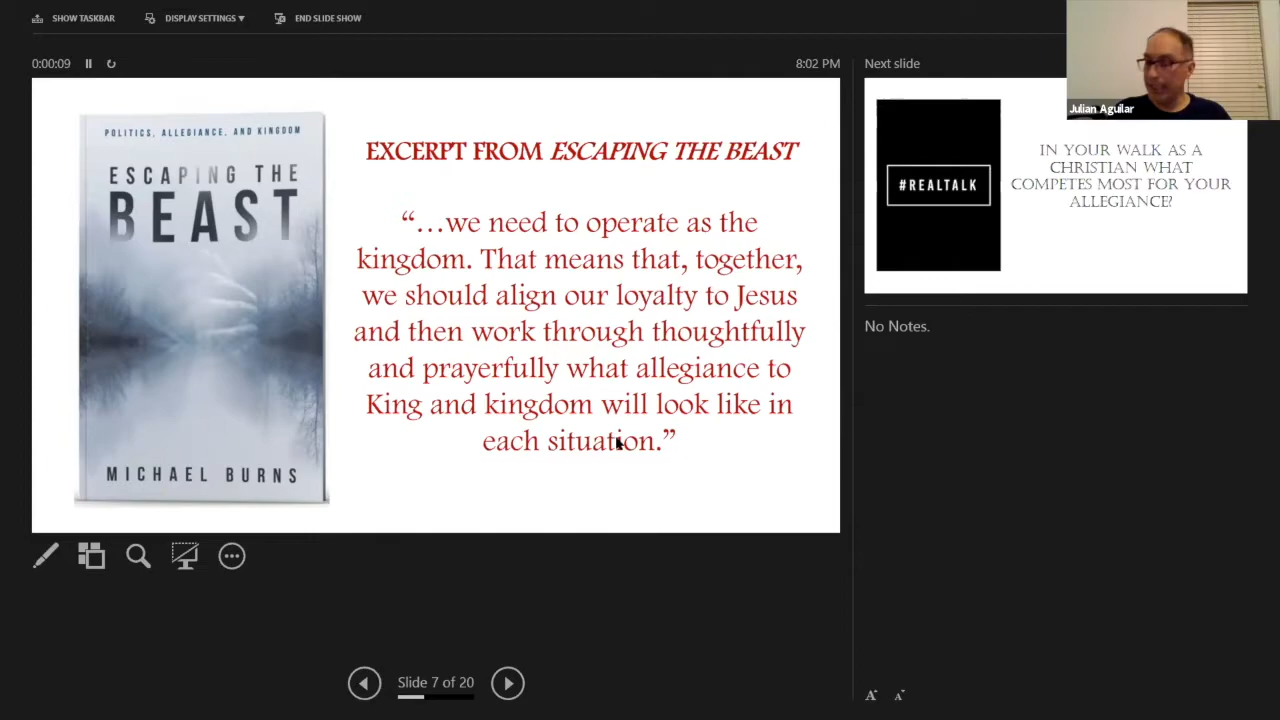 SHOW TASKBAR
DISPLAY SETTINGS ▼
END SLIDE SHOW
0:00:09
8:02 PM
POLITICS, ALLEGIANCE, AND KINGDOM
ESCAPING THE
BEAST
MICHAEL BURNS
EXCERPT FROM ESCAPING THE BEAST
“…we need to operate as the
kingdom. That means that, together,
we should align our loyalty to Jesus
and then work through thoughtfully
and prayerfully what allegiance to
King and kingdom will look like in
each situation.”
Slide 7 of 20
Next slide
Julian Aguilar
#REALTALK
IN YOUR WALK AS A
CHRISTIAN WHAT
COMPETES MOST FOR YOUR
ALLEGIANCE?
No Notes.
A
A